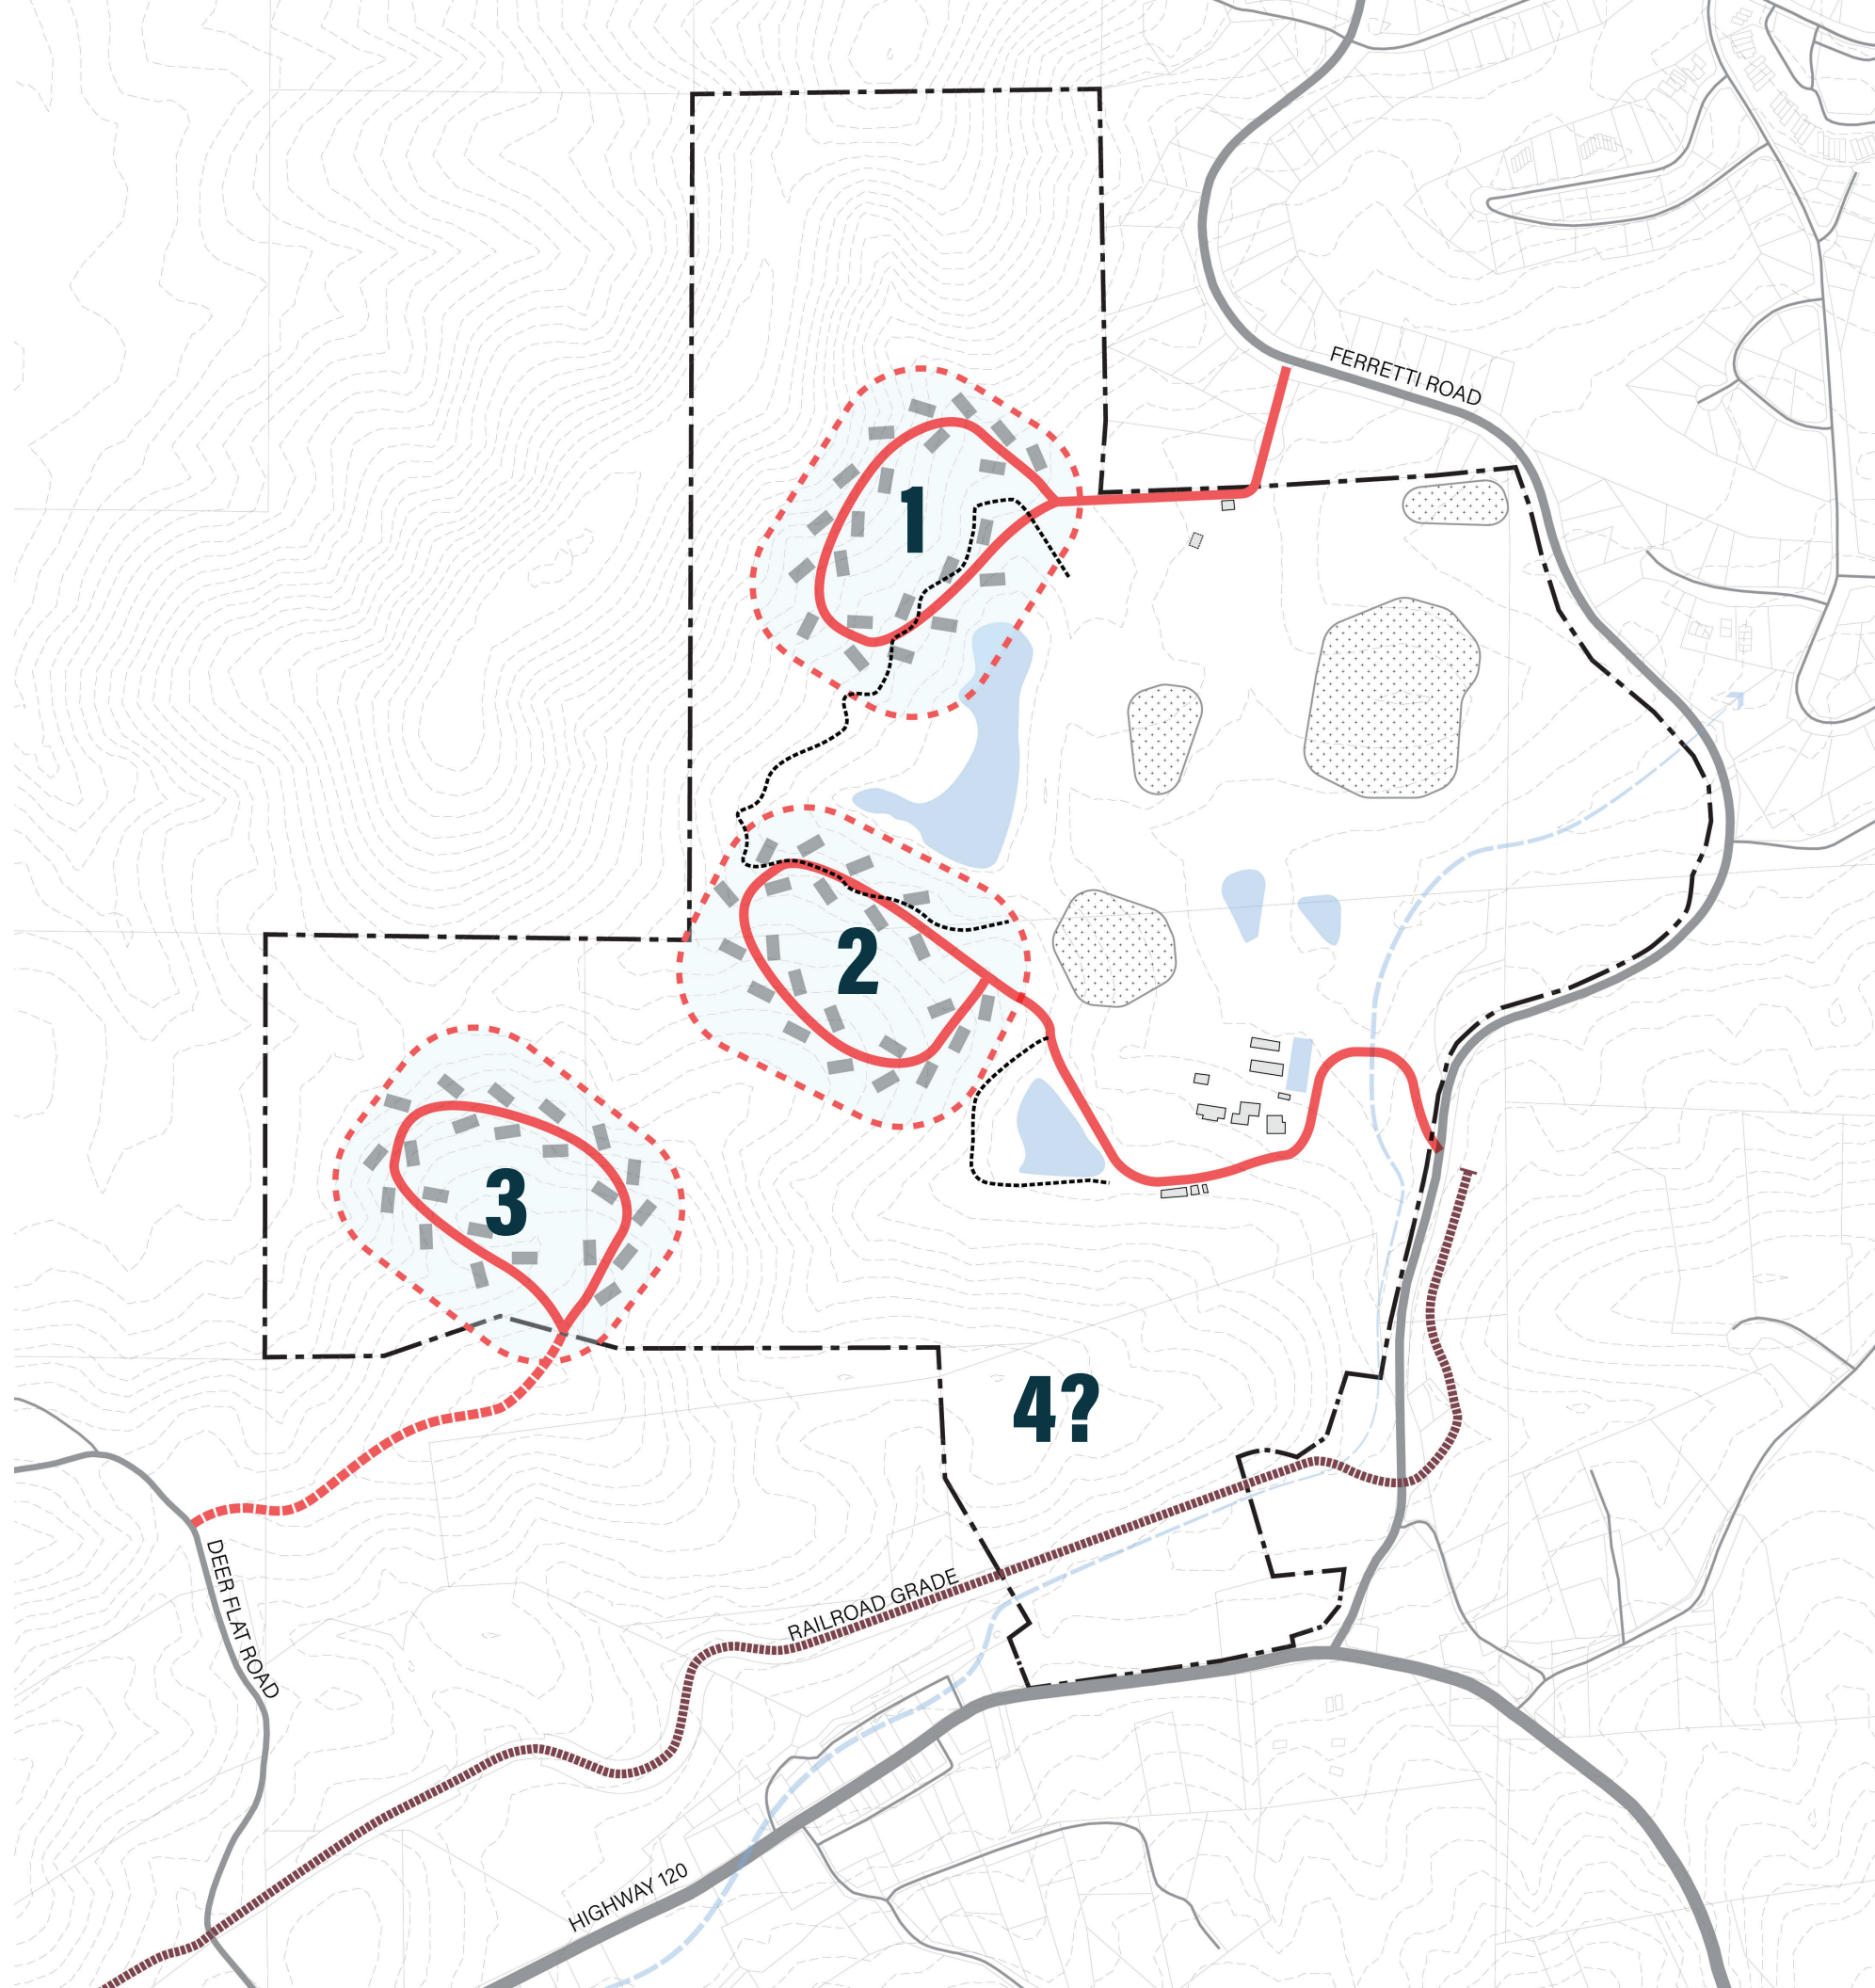 FERRETTI ROAD
1
2
3
4?
DEER FLAT ROAD
RAILROAD GRADE
HIGHWAY 120